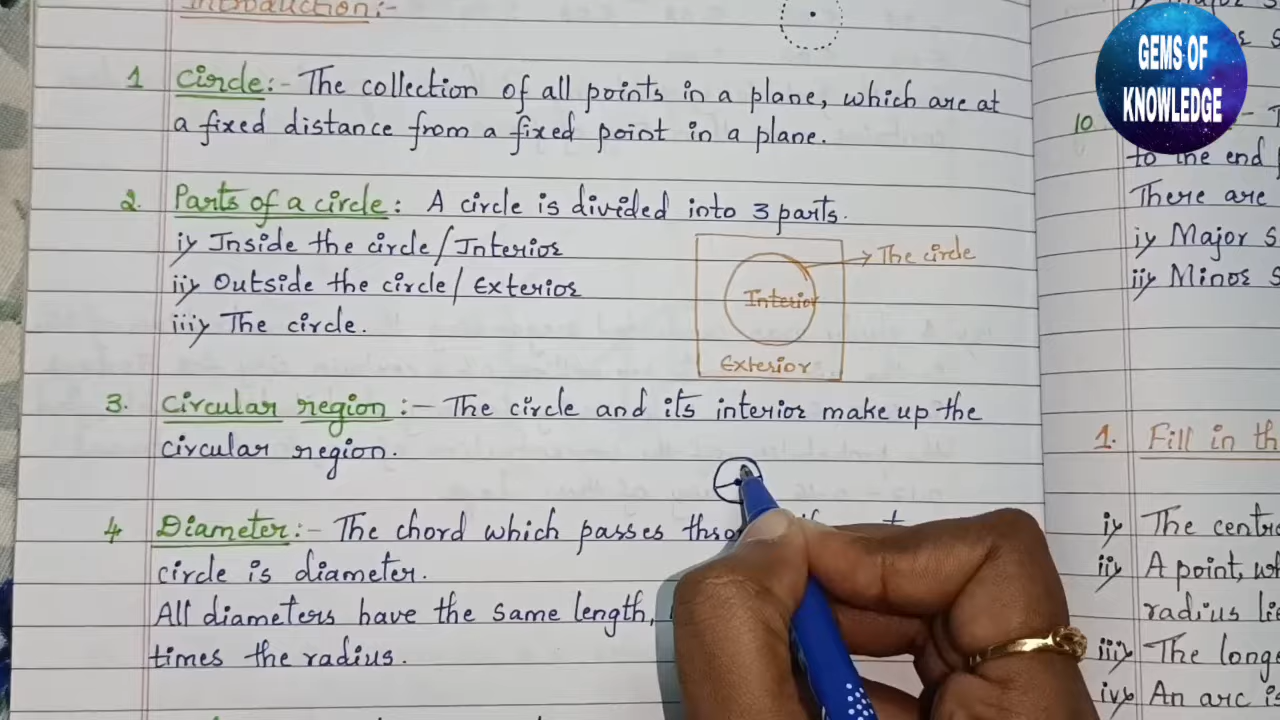 Introduction:-
1 Circle:- The collection of all points in a plane, which are at
a fixed distance from a fixed point in a plane.
2. Parts of a circle: A circle is divided into 3 parts.
i) Inside the circle/Interior
ii) Outside the circle/Exterior
iii) The circle.
The circle
Interior
Exterior
3. Circular region:- The circle and its interior make up the
circular region.
4 Diameter:- The chord which passes
circle is diameter.
All diameters have the same length,
times the radius.
GEMS OF
KNOWLEDGE
10
to the end
There are
i) Major
ii) Minor
1. Fill in th
i) The centr
ii) A point,
radius
iii) The longe
iv) An arc is